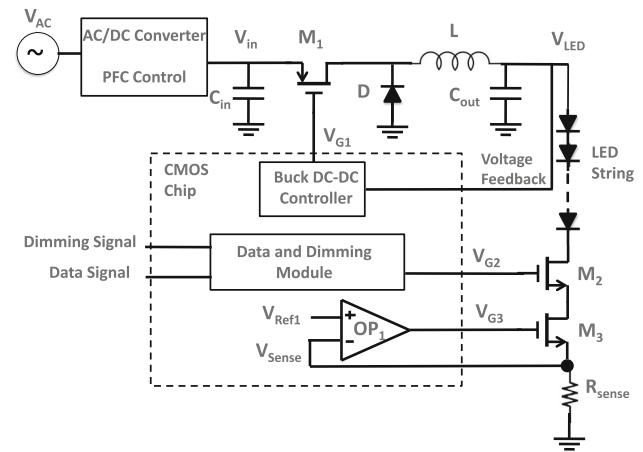 V_AC
~
AC/DC Converter
PFC Control
V_in
M_1
L
V_LED
C_in
D
C_out
V_G1
CMOS
Chip
Buck DC-DC
Controller
Voltage
Feedback
LED
String
Dimming Signal
Data Signal
Data and Dimming
Module
V_G2
M_2
V_Ref1
+
OP_1
V_G3
M_3
V_Sense
-
R_sense